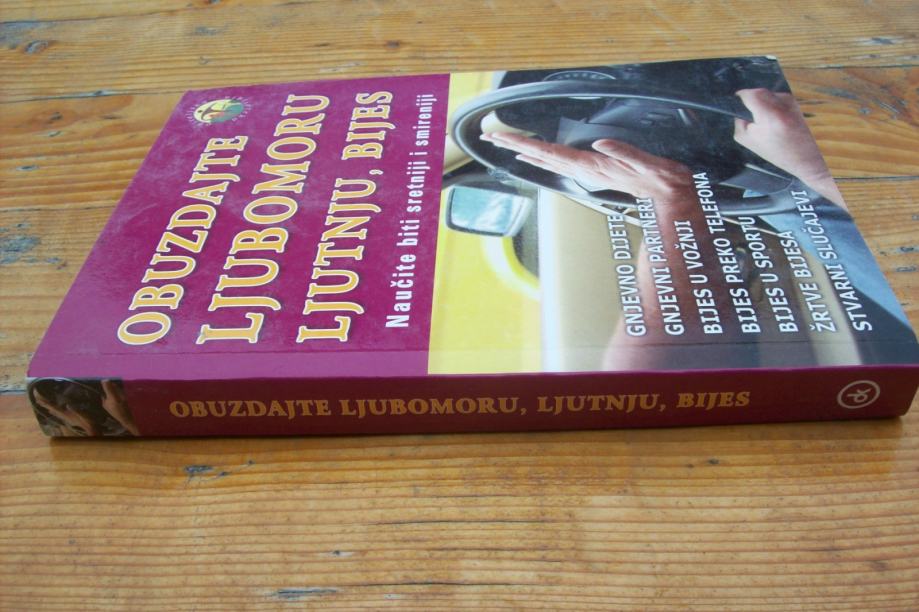 OBUZDAJTE
LJUBOMORU
LJUTNJU, BIJES
Naučite biti sretniji i smireniji
GNJEVNO DIJETE
GNJEVNI PARTNERI
BIJES U VOŽNJI
BIJES PREKO TELEFONA
BIJES U SPORTU
ŽRTVE BIJESA
STVARNI SLUČAJEVI
OBUZDAJTE LJUBOMORU, LJUTNJU, BIJES